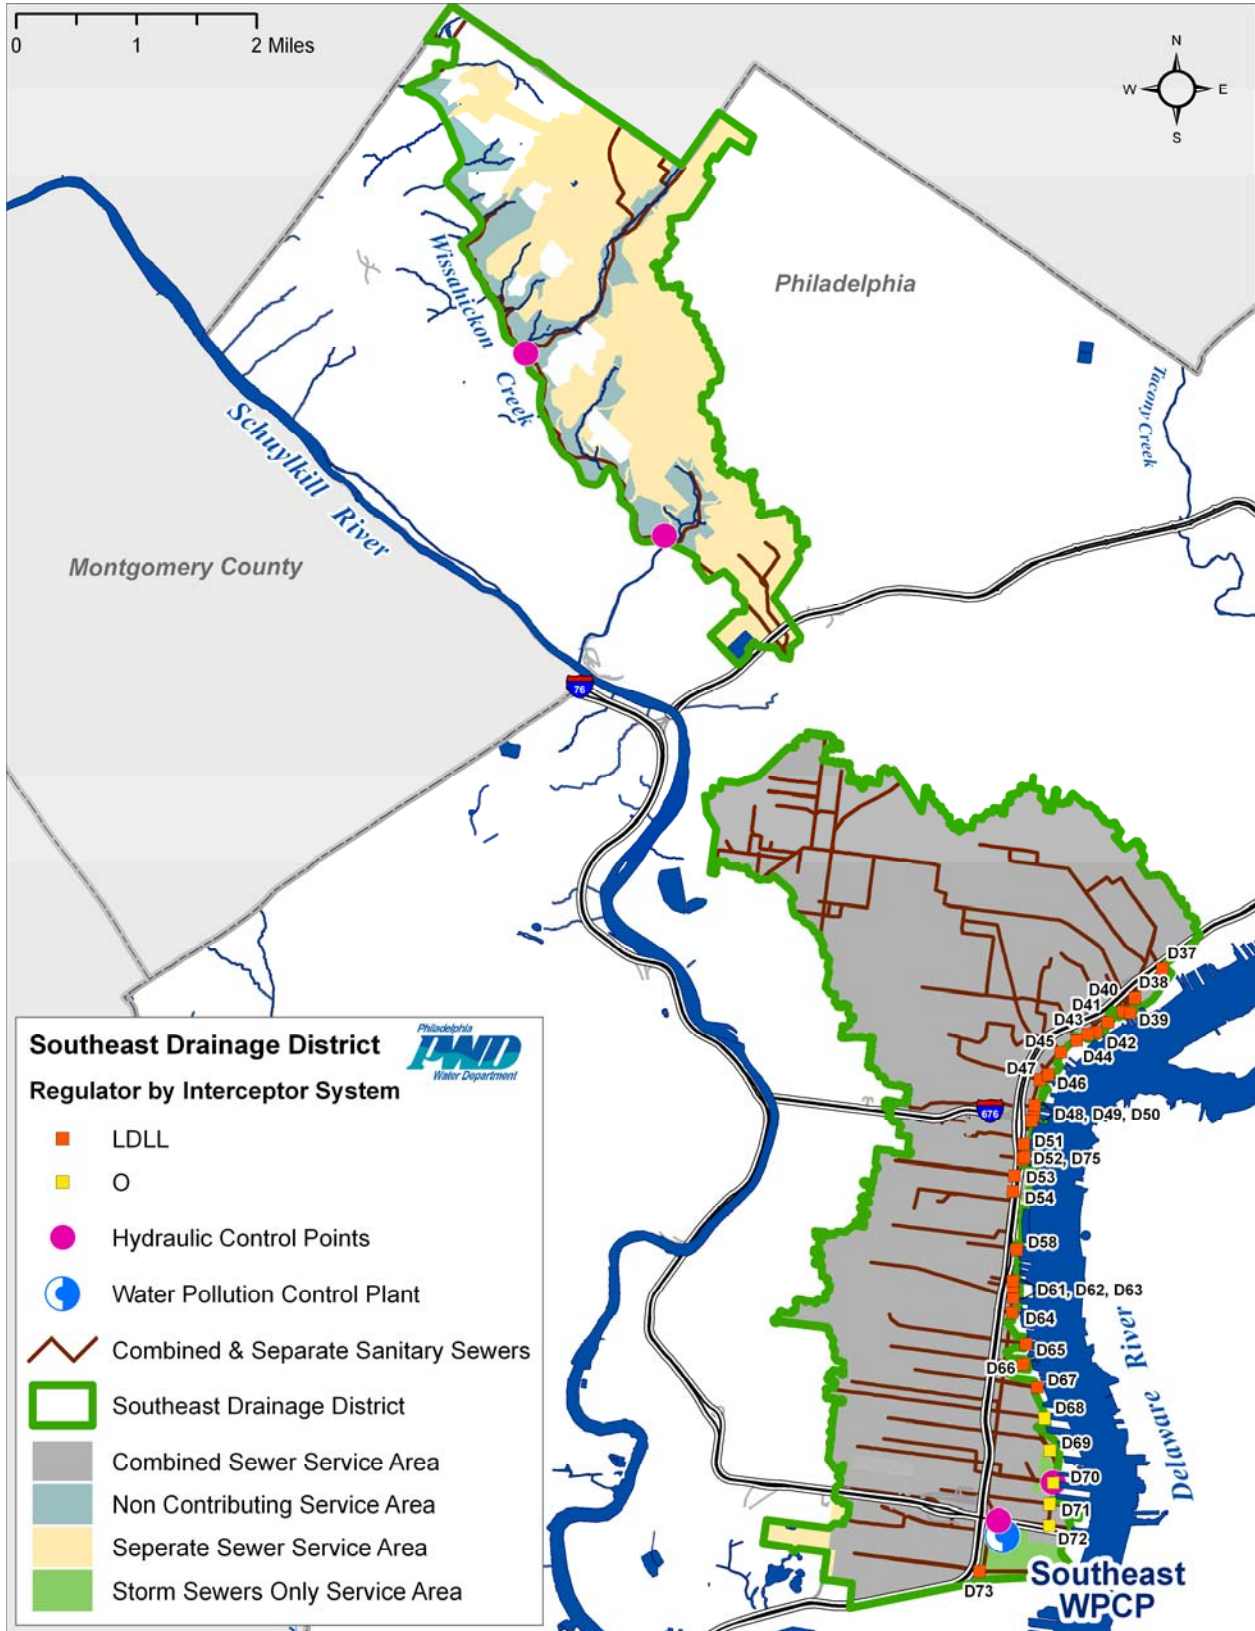 0 1 2 Miles
N
W E
S
Philadelphia
Wissahickon
Creek
Tacony Creek
Schuylkill River
Montgomery County
76
D37
D38
D40
D41
D39
D43
D42
D45
D44
D47
D46
676
D48, D49, D50
D51
D52, D75
D53
D54
D58
D61, D62, D63
D64
D65
D66
D67
D68
D69
D70
D71
D72
D73
Delaware River
Southeast
WPCP
Southeast Drainage District
Philadelphia
PWD
Water Department
Regulator by Interceptor System
LDLL
O
Hydraulic Control Points
Water Pollution Control Plant
Combined & Separate Sanitary Sewers
Southeast Drainage District
Combined Sewer Service Area
Non Contributing Service Area
Seperate Sewer Service Area
Storm Sewers Only Service Area